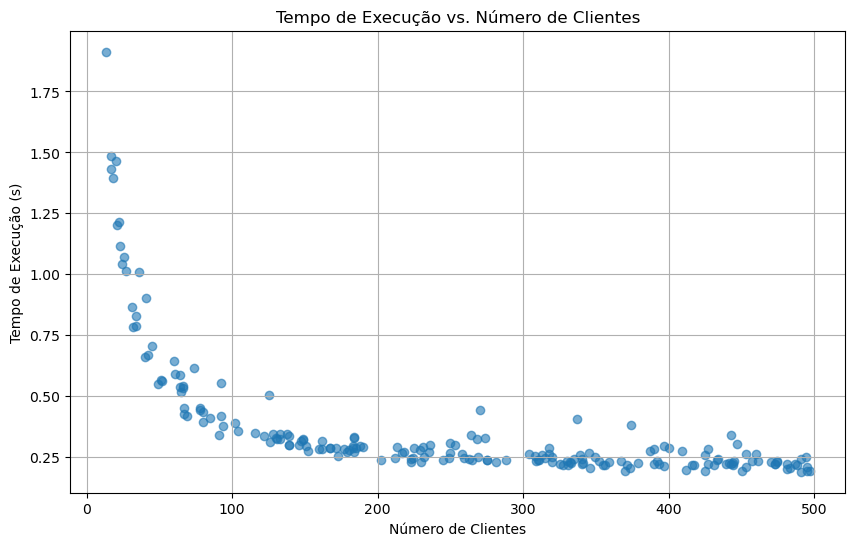 Tempo de Execução vs. Número de Clientes
Tempo de Execução (s)
1.75
1.50
1.25
1.00
0.75
0.50
0.25
0 100 200 300 400 500
Número de Clientes